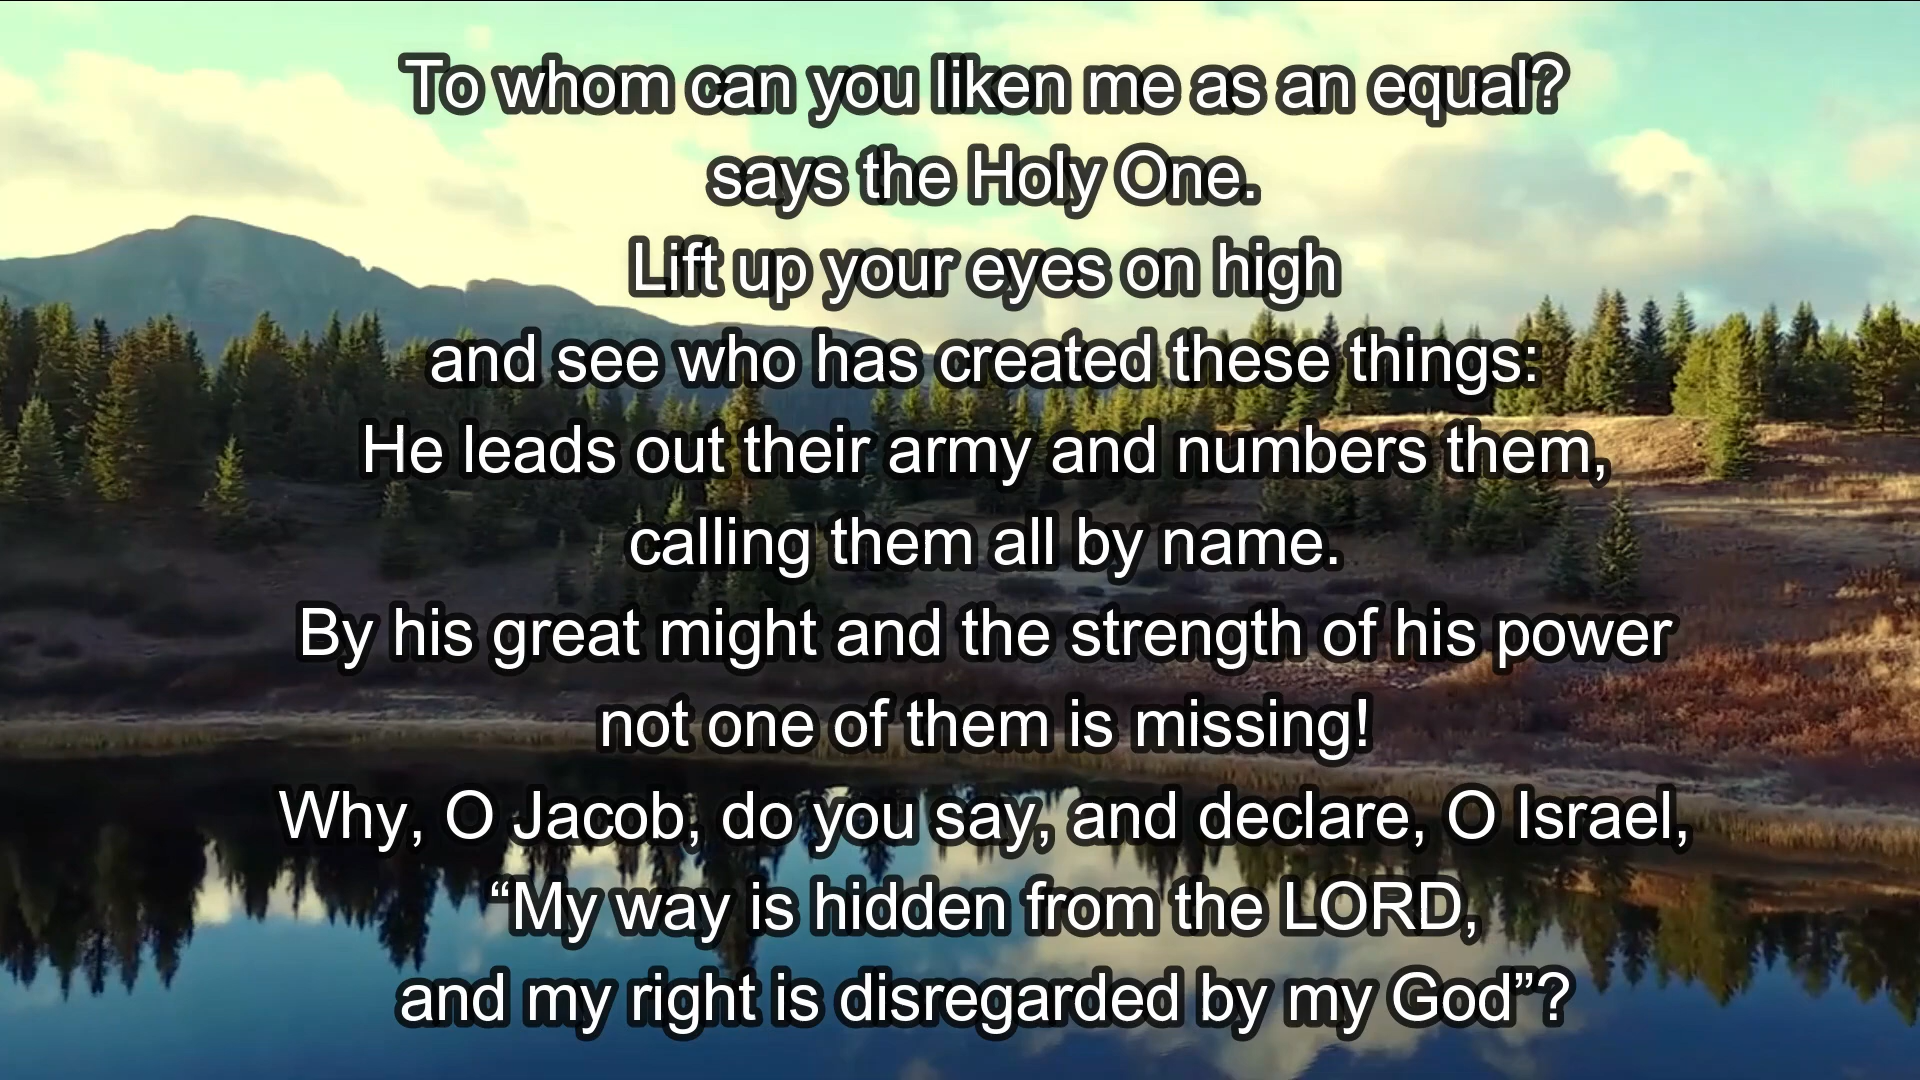 To whom can you liken me as an equal?
says the Holy One.
Lift up your eyes on high
and see who has created these things:
He leads out their army and numbers them,
calling them all by name.
By his great might and the strength of his power
not one of them is missing!
Why, O Jacob, do you say, and declare, O Israel,
“My way is hidden from the LORD,
and my right is disregarded by my God”?